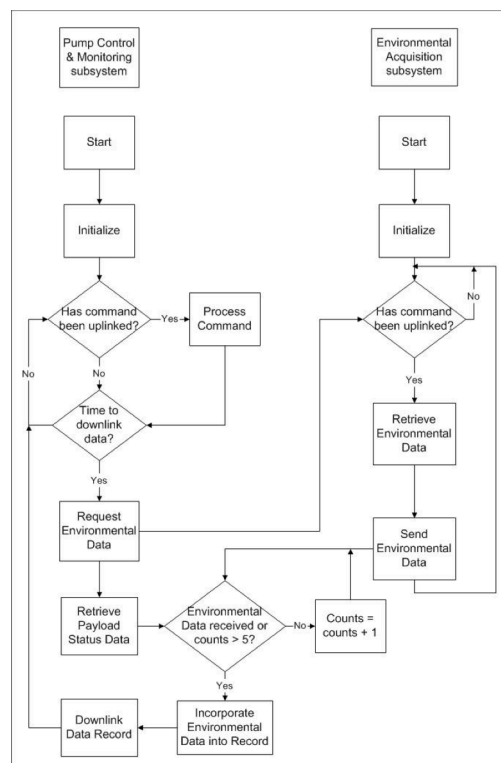 Pump Control
& Monitoring
subsystem
Environmental
Acquisition
subsystem
Start
Start
Initialize
Initialize
Has command
been uplinked?
Yes
Process
Command
Has command
been uplinked?
No
No
No
Yes
Time to
downlink
data?
Retrieve
Environmental
Data
Yes
Request
Environmental
Data
Send
Environmental
Data
Retrieve
Payload
Status Data
Environmental
Data received or
counts > 5?
No
Counts =
counts + 1
Yes
Downlink
Data Record
Incorporate
Environmental
Data into Record